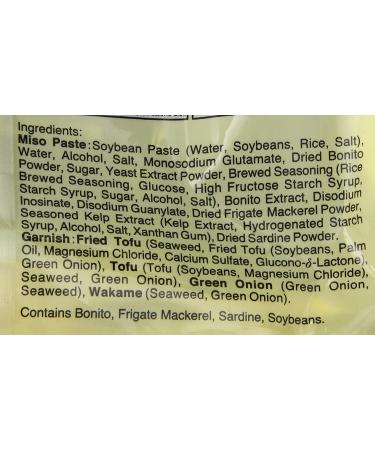 Ingredients:
Miso Paste:Soybean Paste (Water, Soybeans, Rice, Salt),
Water, Alcohol, Salt, Monosodium Glutamate, Dried Bonito
Powder, Sugar, Yeast Extract Powder, Brewed Seasoning (Rice
Brewed Seasoning, Glucose, High Fructose Starch Syrup,
Starch Syrup, Sugar, Alcohol, Salt), Bonito Extract, Disodium
Inosinate, Disodium Guanylate, Dried Frigate Mackerel Powder,
Seasoned Kelp Extract (Kelp Extract, Hydrogenated Starch
Syrup, Alcohol, Salt, Xanthan Gum), Dried Sardine Powder.
Garnish: Fried Tofu (Seaweed, Fried Tofu (Soybeans, Palm
Oil, Magnesium Chloride, Calcium Sulfate, Glucono-δ-Lactone),
Green Onion), Tofu (Tofu (Soybeans, Magnesium Chloride),
Seaweed, Green Onion), Green Onion (Green Onion,
Seaweed), Wakame (Seaweed, Green Onion).
Contains Bonito, Frigate Mackerel, Sardine, Soybeans.